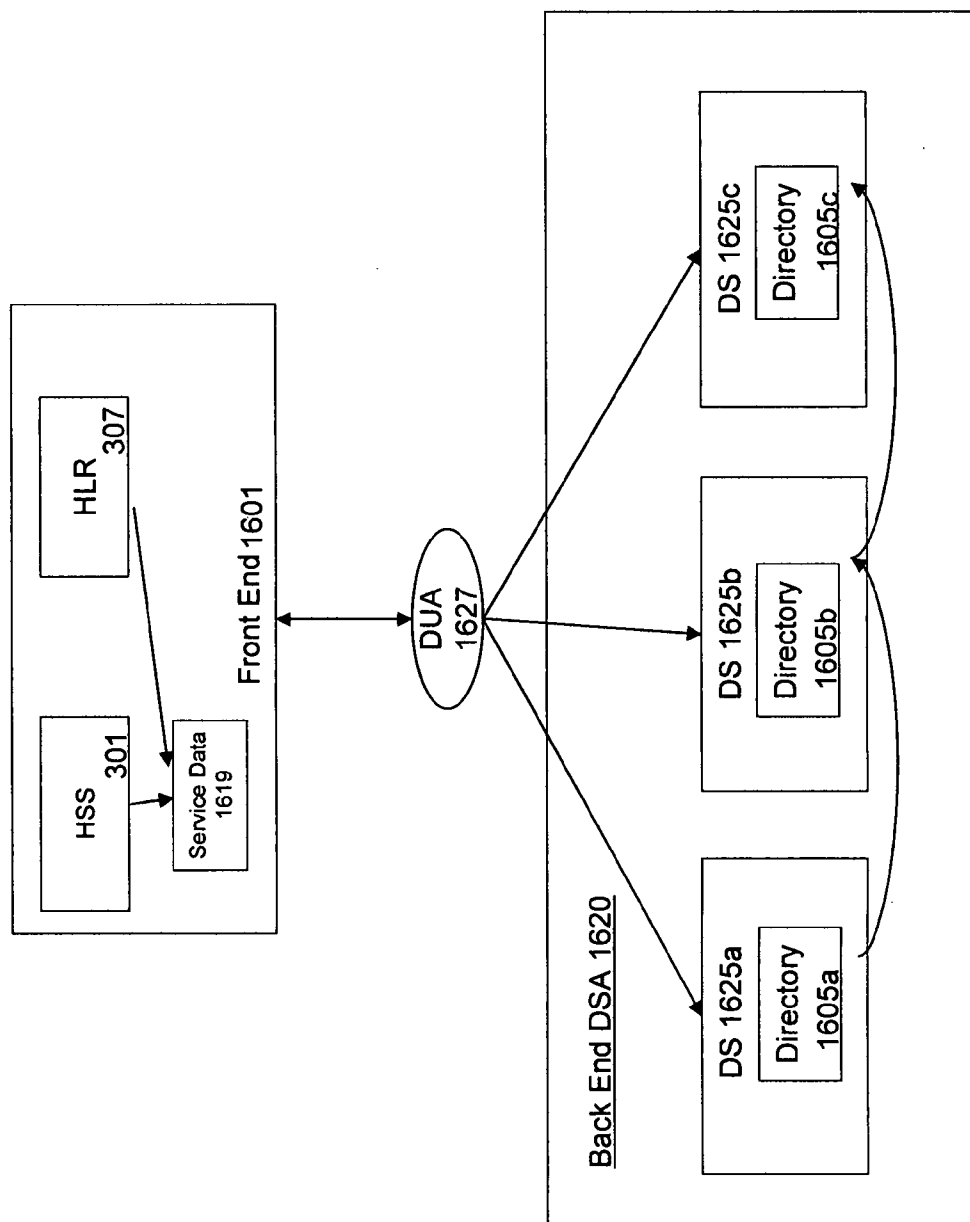 HSS
301
HLR
307
Service Data
1619
Front End 1601
DUA
1627
Back End DSA 1620
DS 1625a
Directory
1605a
DS 1625b
Directory
1605b
DS 1625c
Directory
1605c